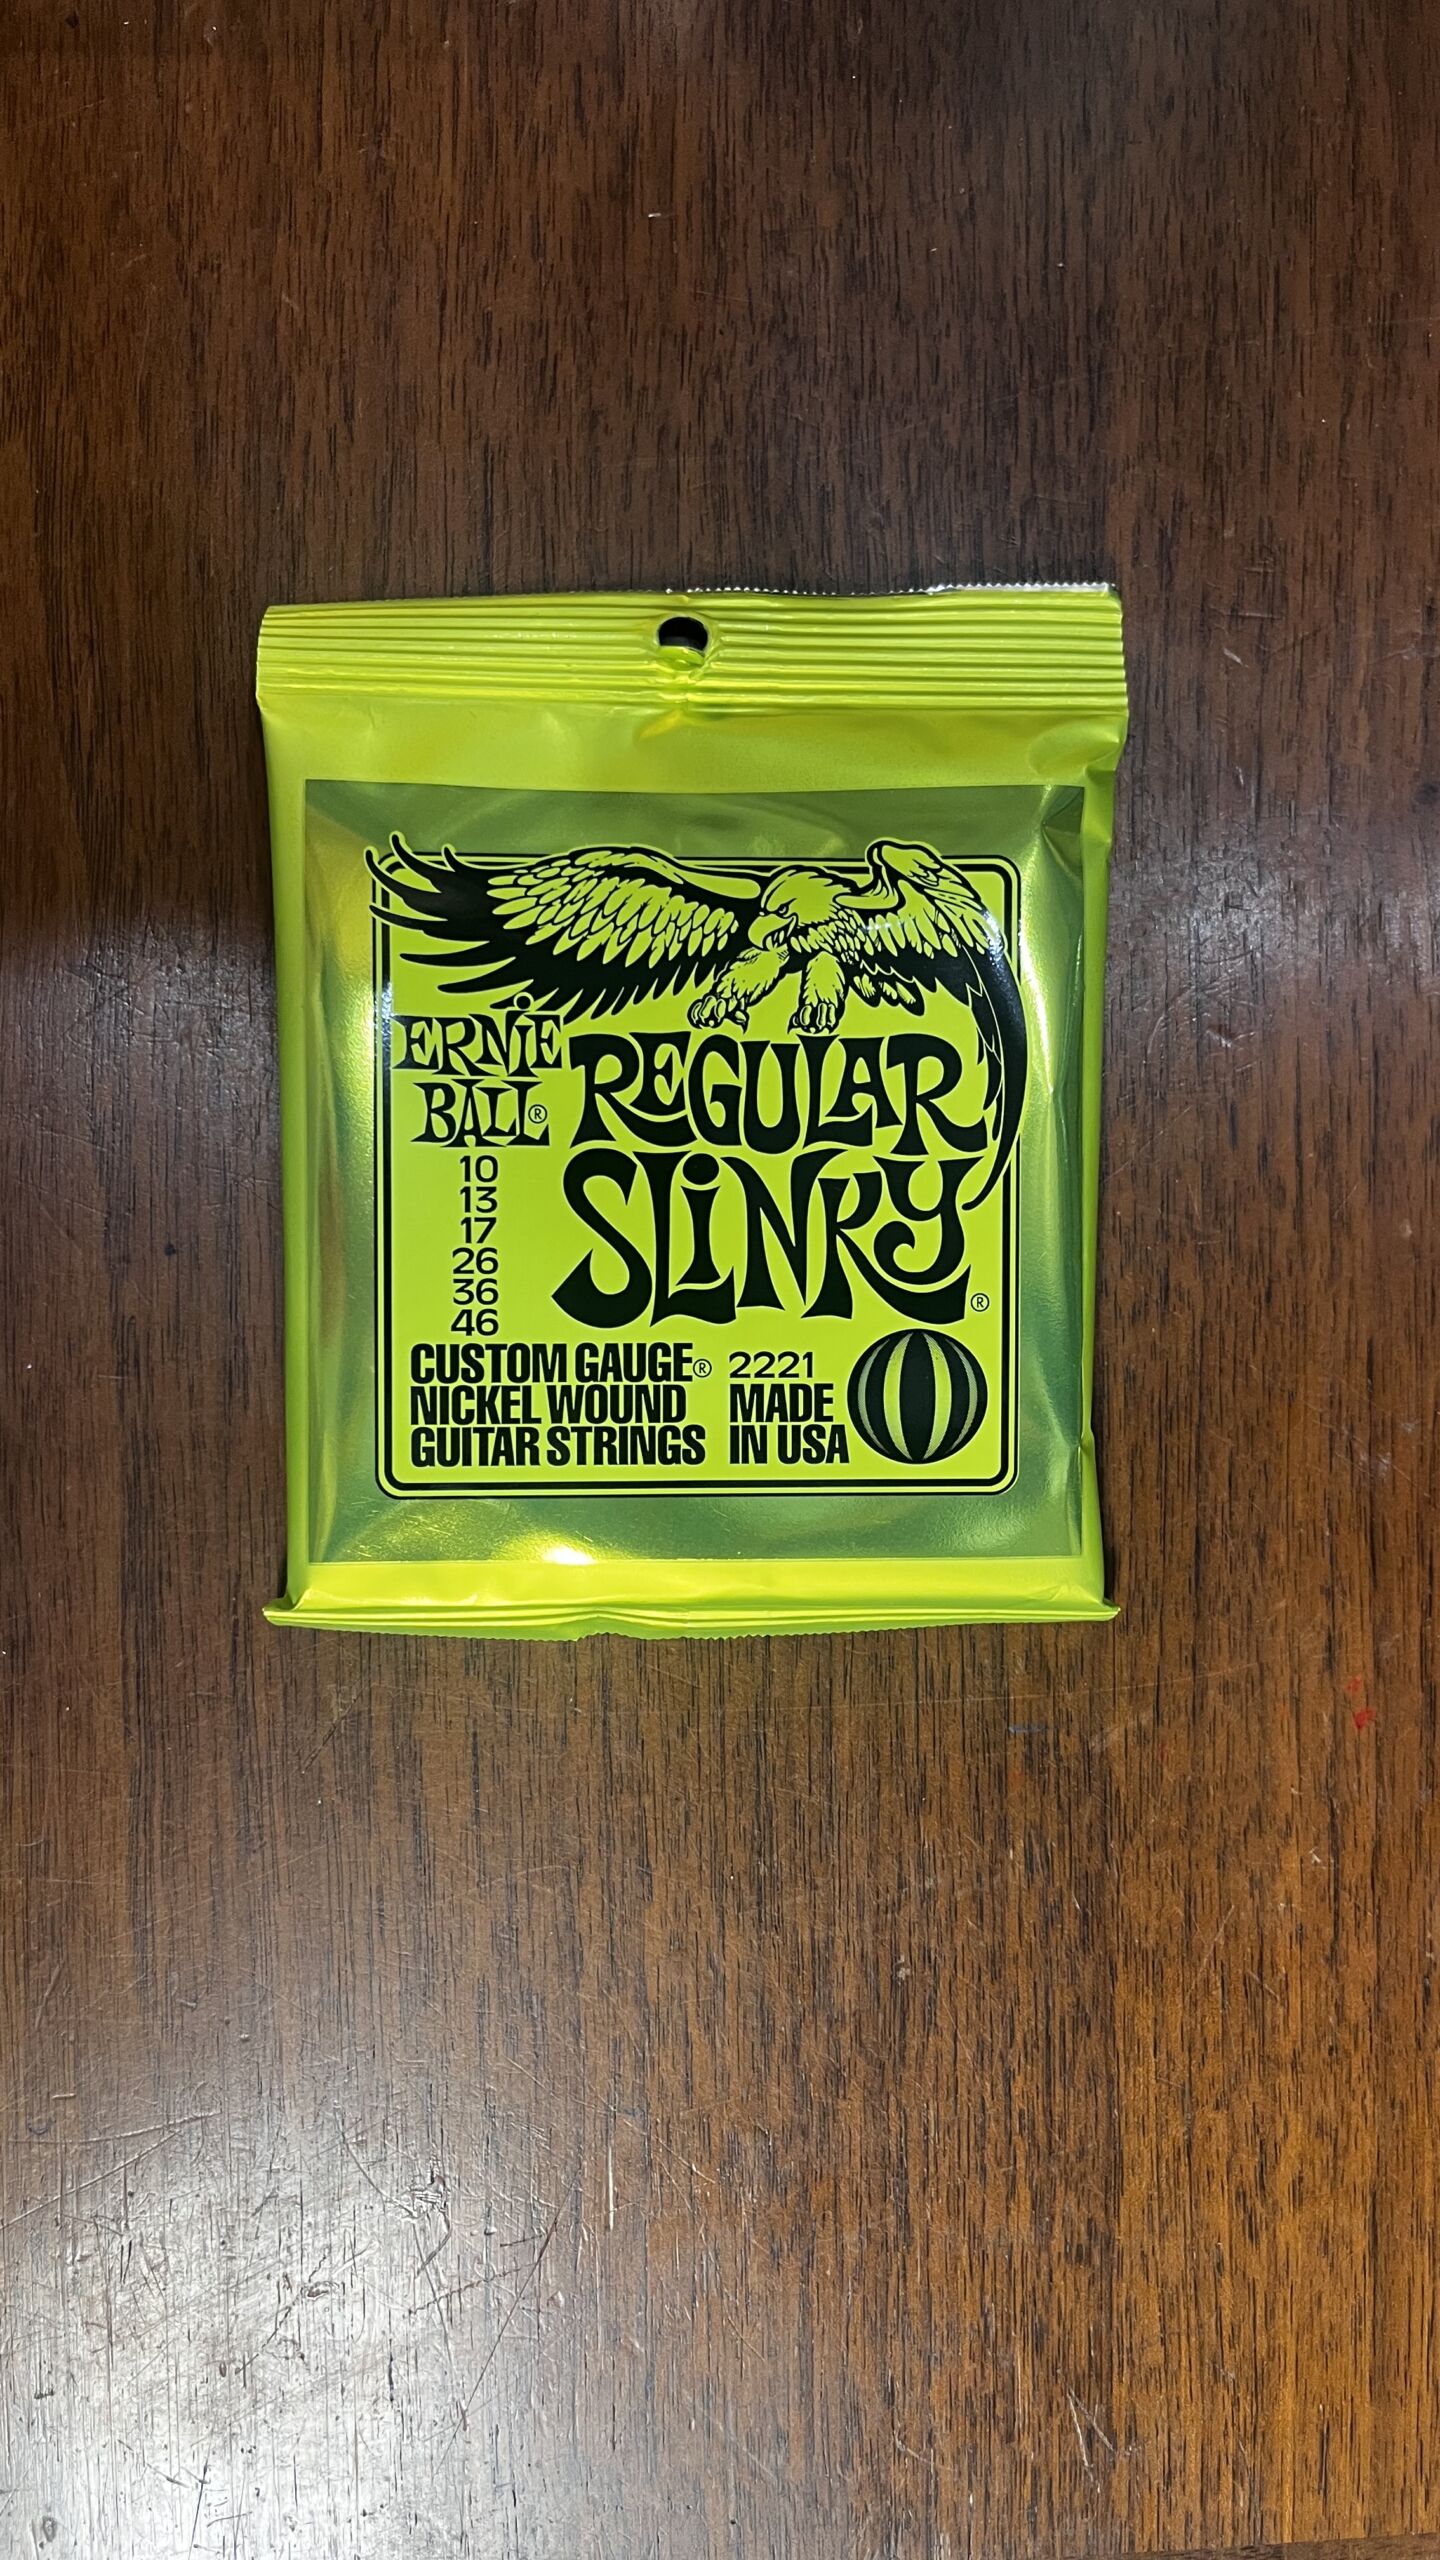 ERNiE
BALL®
REGULAR
SLiNKY®
10
13
17
26
36
46
CUSTOM GAUGE®
NICKEL WOUND
GUITAR STRINGS
2221
MADE
IN USA